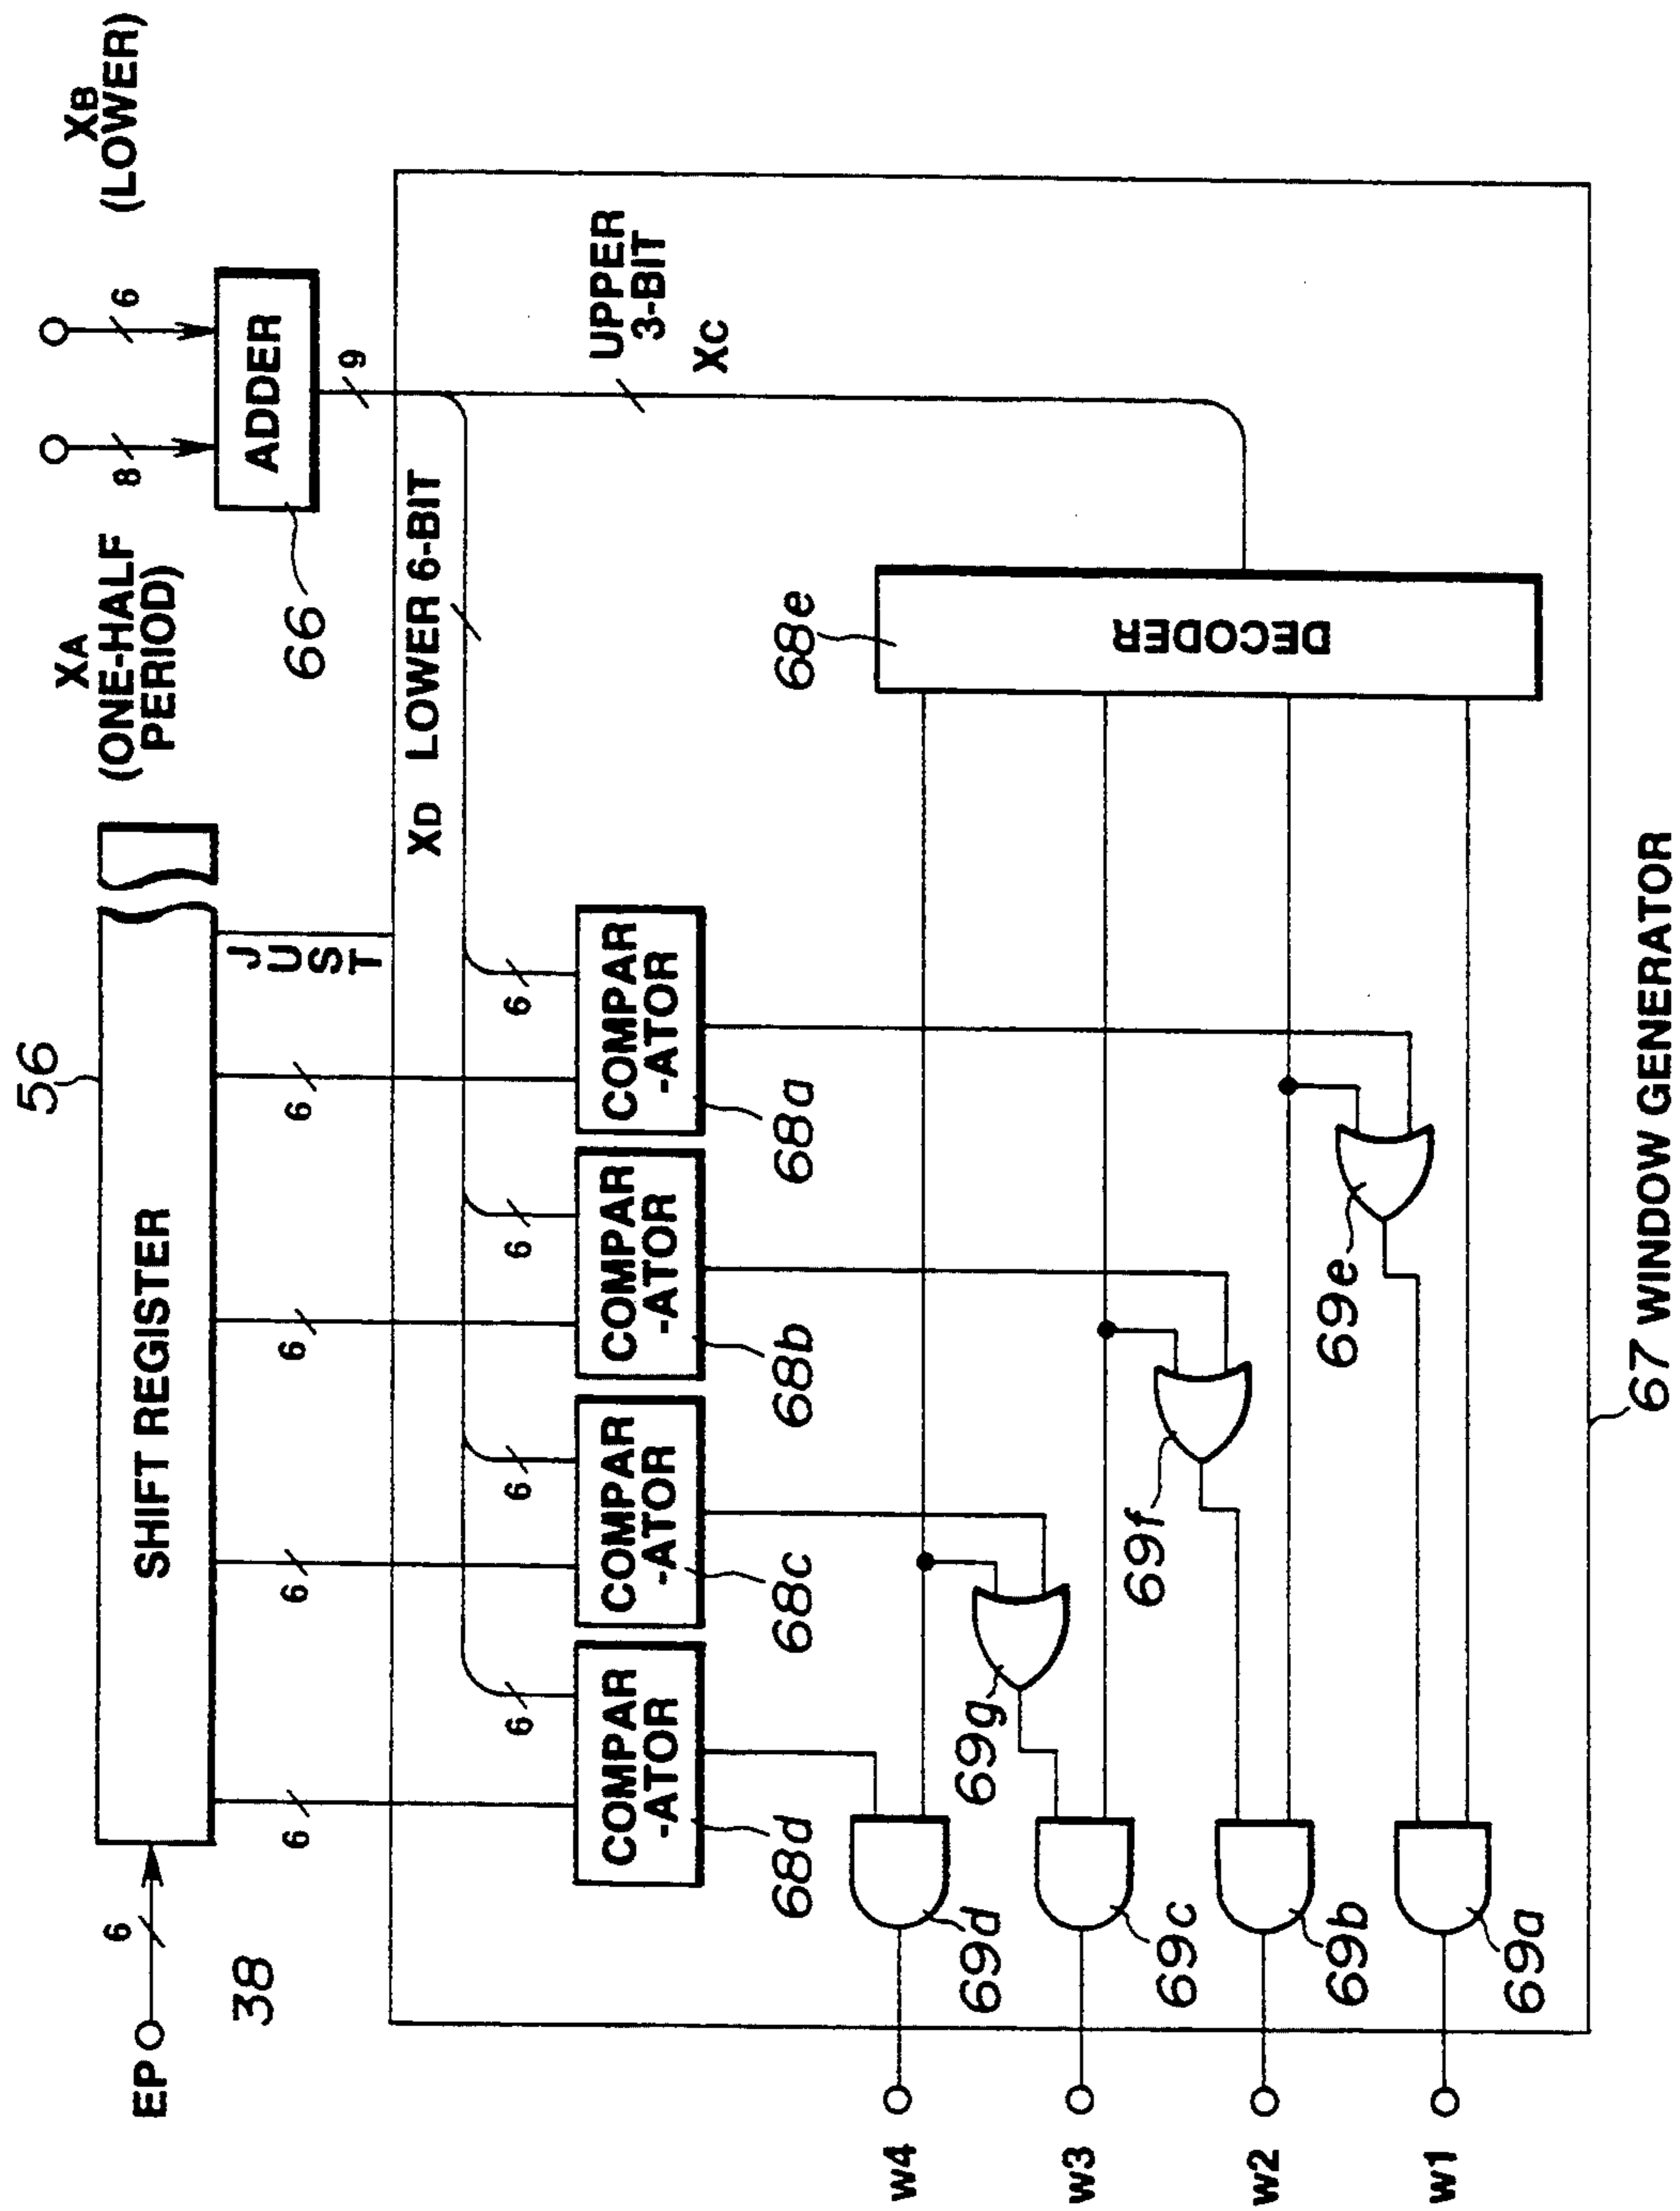 EP
6
38
SHIFT REGISTER
56
JUST
XA
(ONE-HALF
PERIOD)
XB
(LOWER)
8
6
ADDER
66
9
XD LOWER 6-BIT
UPPER
3-BIT
XC
6
6
6
6
6
6
6
6
COMPAR
-ATOR
68d
COMPAR
-ATOR
68c
COMPAR
-ATOR
68b
COMPAR
-ATOR
68a
68e
DECODER
69g
69f
69e
69d
69c
69b
69a
w4
w3
w2
w1
67 WINDOW GENERATOR